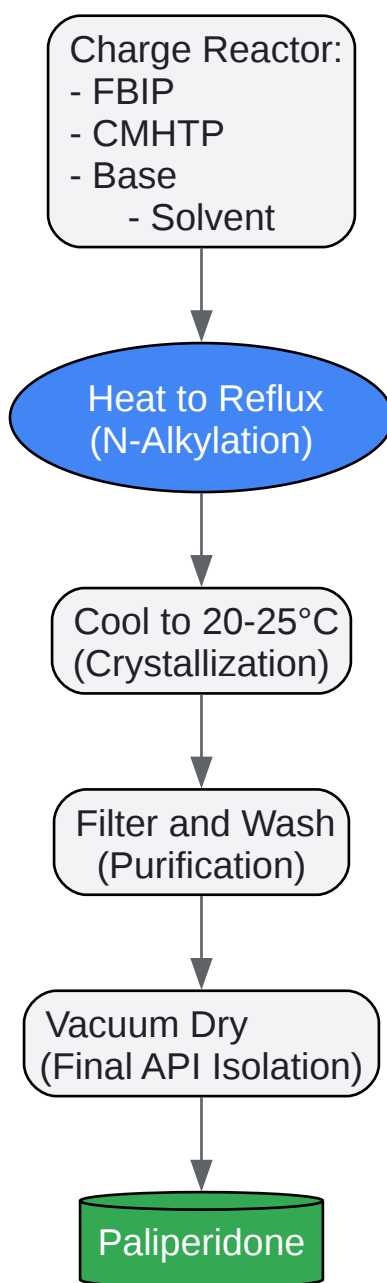 Charge Reactor:
- FBIP
- CMHTP
- Base
- Solvent
Heat to Reflux
(N-Alkylation)
Cool to 20-25°C
(Crystallization)
Filter and Wash
(Purification)
Vacuum Dry
(Final API Isolation)
Paliperidone